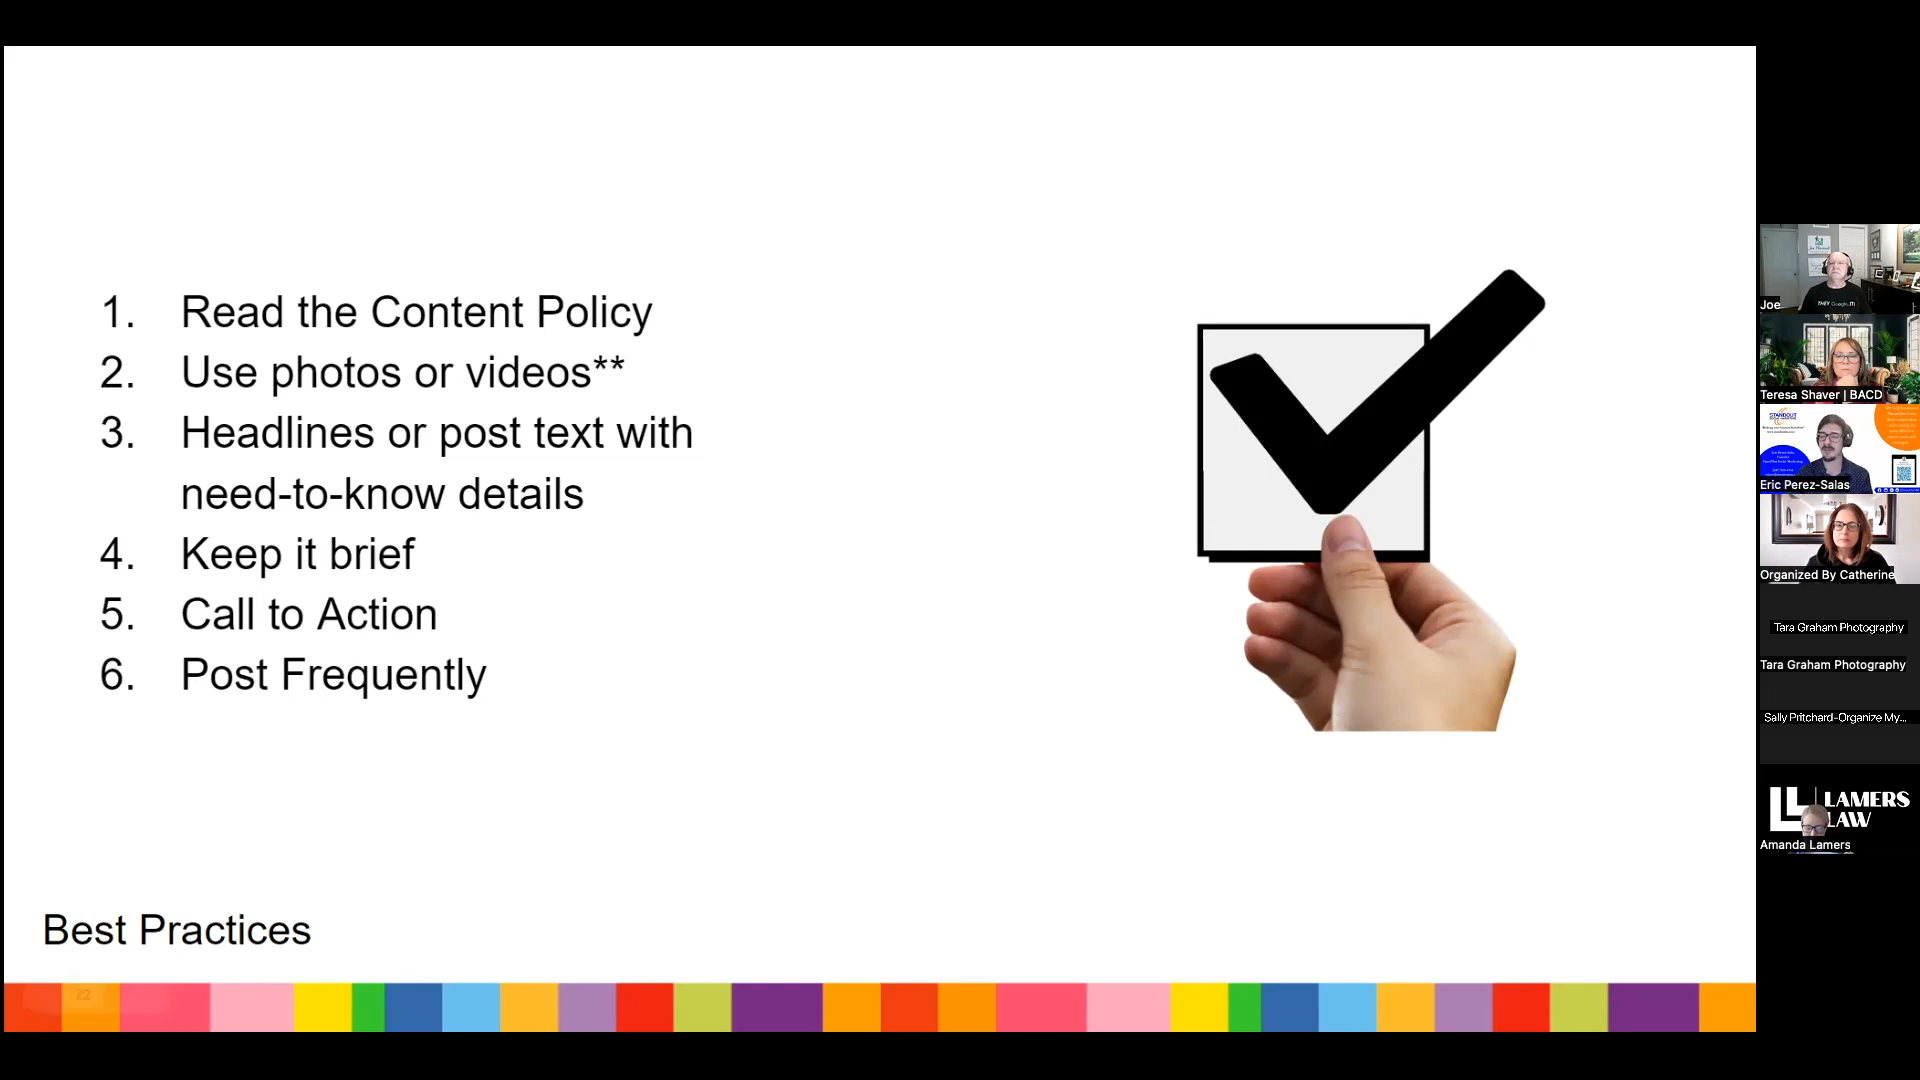 1. Read the Content Policy
2. Use photos or videos**
3. Headlines or post text with
need-to-know details
4. Keep it brief
5. Call to Action
6. Post Frequently
Best Practices
22
Joe
Teresa Shaver | BACD
STANDOUT
Eric Perez-Salas
Organized By Catherine
Tara Graham Photography
Tara Graham Photography
Sally Pritchard-Organize My...
LL LAMERS
LAW
Amanda Lamers